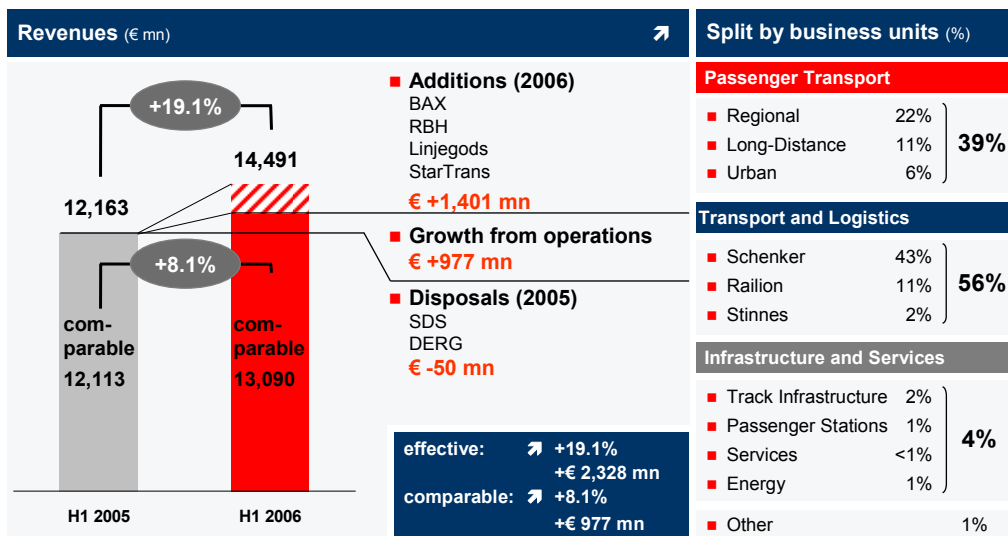 Revenues (€ mn)
+19.1%
14,491
12,163
+8.1%
com-
parable
12,113
com-
parable
13,090
H1 2005
H1 2006
■ Additions (2006)
BAX
RBH
Linjegods
StarTrans
€ +1,401 mn
■ Growth from operations
€ +977 mn
■ Disposals (2005)
SDS
DERG
€ -50 mn
effective: +19.1%
+€ 2,328 mn
comparable: +8.1%
+€ 977 mn
Split by business units (%)
Passenger Transport
■ Regional 22%
■ Long-Distance 11%
■ Urban 6%
39%
Transport and Logistics
■ Schenker 43%
■ Railion 11%
■ Stinnes 2%
56%
Infrastructure and Services
■ Track Infrastructure 2%
■ Passenger Stations 1%
■ Services <1%
■ Energy 1%
4%
■ Other 1%